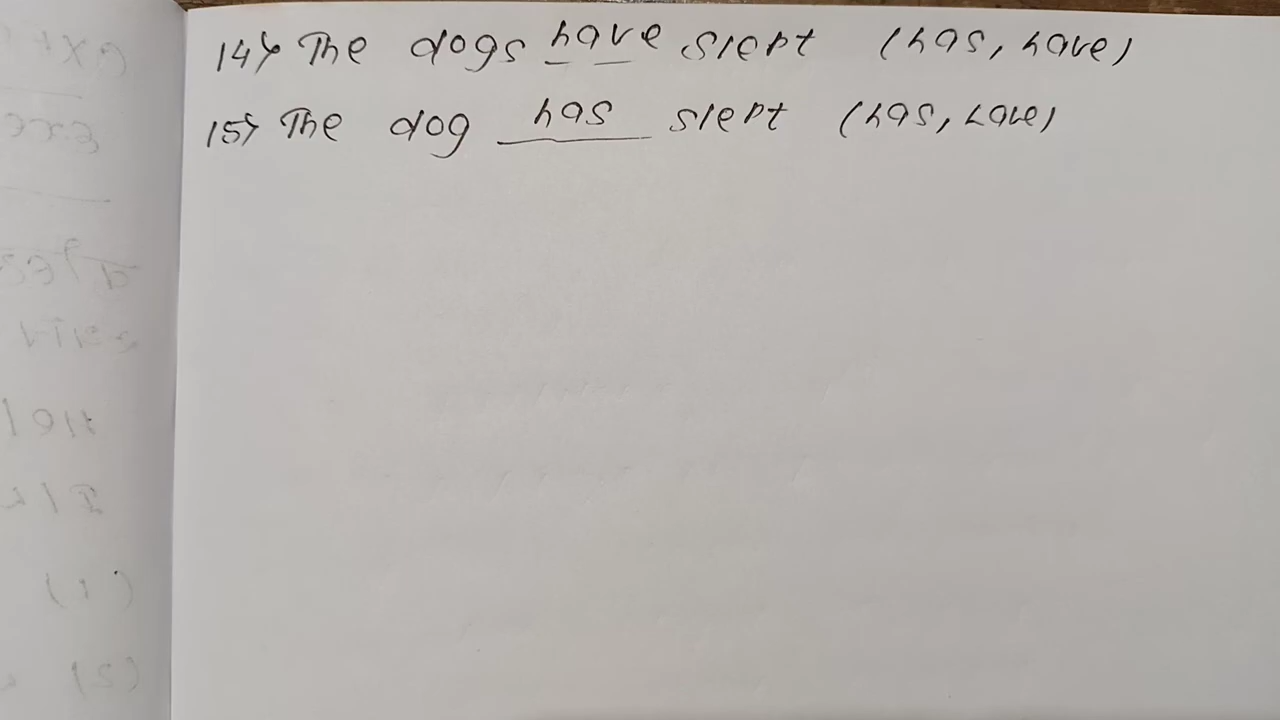 14) The dogs have slept (has, have)
15) The dog has slept (has, have)